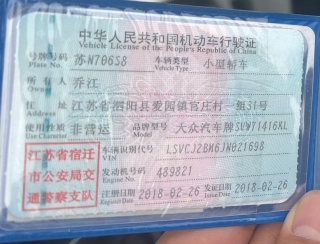 中华人民共和国机动车行驶证
Vehicle License of the People's Republic of China
号牌号码 苏N706S8 车辆类型 小型轿车
Plate No. Vehicle Type
所有人 乔江
Owner
住址 江苏省泗阳县爱园镇官庄村一组31号
Address
使用性质 非营运 品牌型号 大众汽车牌SVW71416KL
Use Character Model
江苏省宿迁
市公安局交
通警察支队
车辆识别代号 LSVCJ2BK6JN021698
VIN
发动机号码 489821
Engine No.
注册日期 2018-02-26 发证日期 2018-02-26
Register Date Issue Date